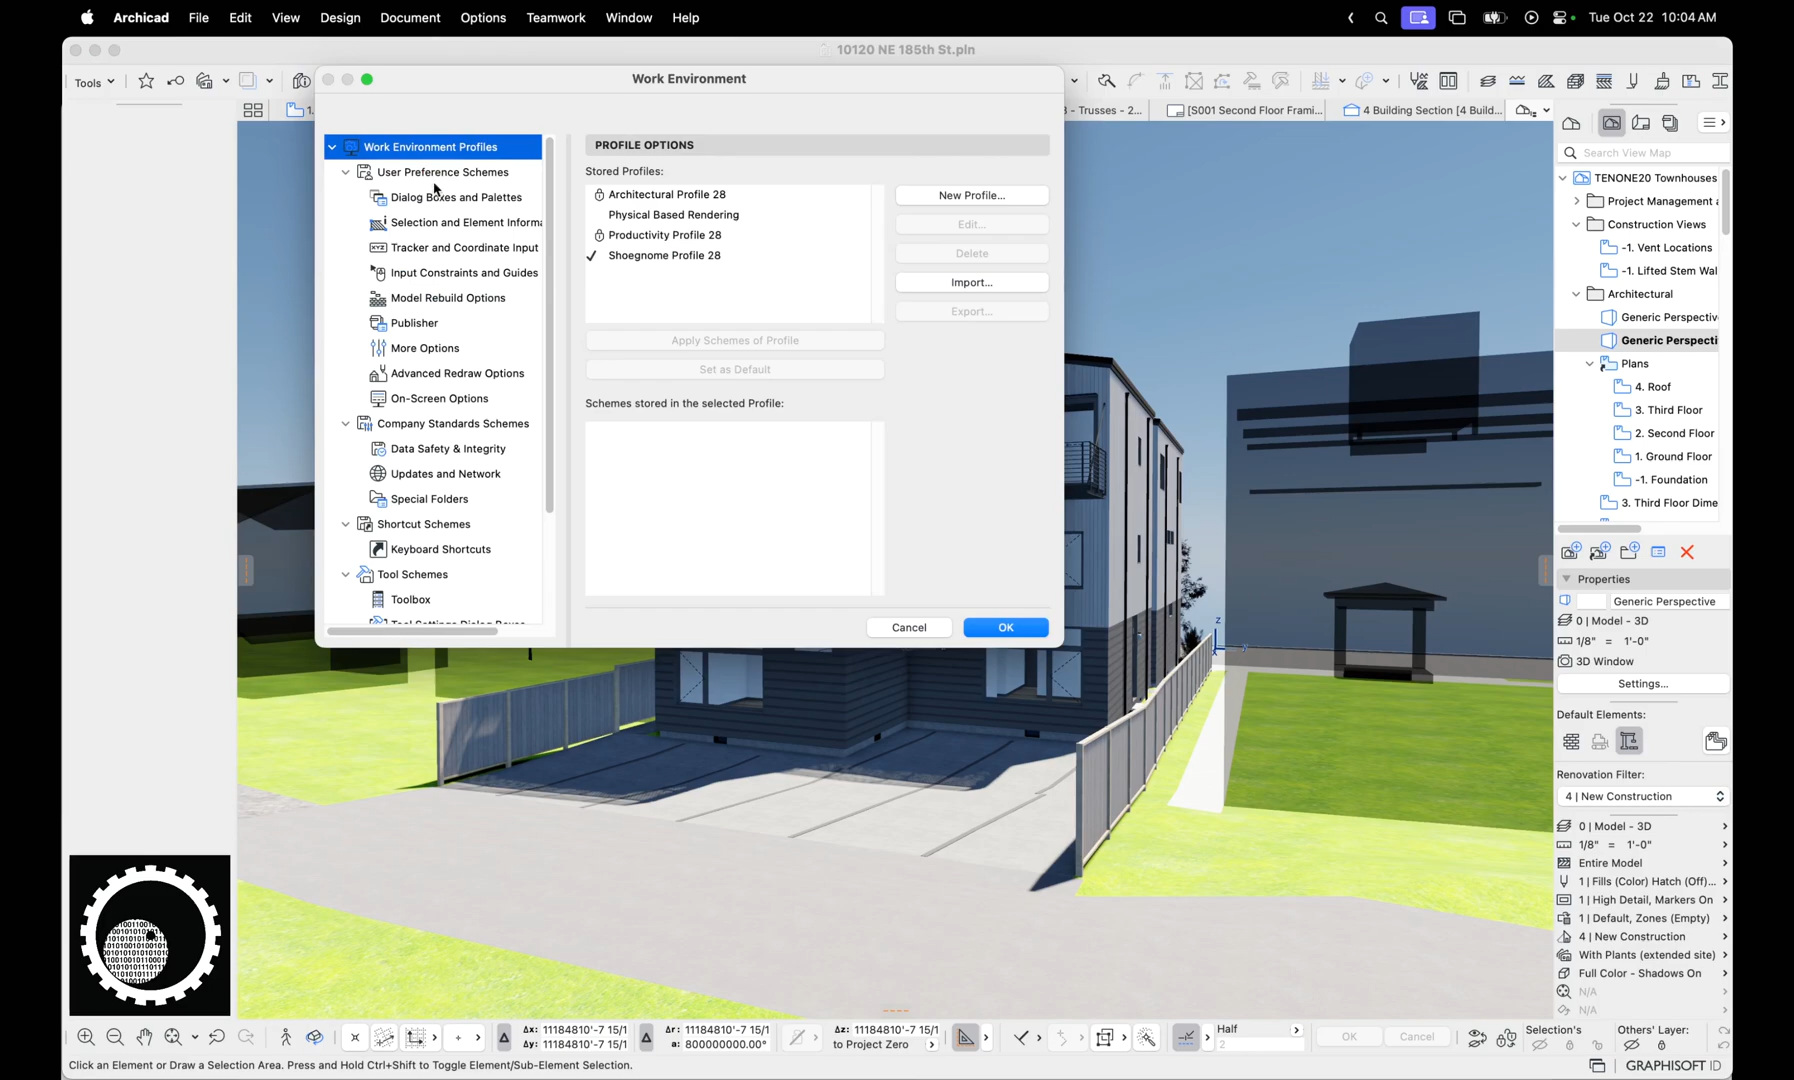 Archicad File Edit View Design Document Options Teamwork Window Help
Tue Oct 22 10:04 AM
10120 NE 185th St.pln
Tools
Work Environment
1.
- Trusses - 2...
[S001 Second Floor Frami...
4 Building Section [4 Build...
Work Environment Profiles
User Preference Schemes
Dialog Boxes and Palettes
Selection and Element Informa
Tracker and Coordinate Input
Input Constraints and Guides
Model Rebuild Options
Publisher
More Options
Advanced Redraw Options
On-Screen Options
Company Standards Schemes
Data Safety & Integrity
Updates and Network
Special Folders
Shortcut Schemes
Keyboard Shortcuts
Tool Schemes
Toolbox
Tool Settings Dialog Boxes
PROFILE OPTIONS
Stored Profiles:
Architectural Profile 28
Physical Based Rendering
Productivity Profile 28
Shoegnome Profile 28
New Profile...
Edit...
Delete
Import...
Export...
Apply Schemes of Profile
Set as Default
Schemes stored in the selected Profile:
Cancel
OK
Search View Map
TENONE20 Townhouses
Project Management a
Construction Views
-1. Vent Locations
-1. Lifted Stem Wal
Architectural
Generic Perspectiv
Generic Perspecti
Plans
4. Roof
3. Third Floor
2. Second Floor
1. Ground Floor
-1. Foundation
3. Third Floor Dime
Properties
Generic Perspective
0 | Model - 3D
1/8" = 1'-0"
3D Window
Settings...
Default Elements:
Renovation Filter:
4 | New Construction
0 | Model - 3D
1/8" = 1'-0"
Entire Model
1 | Fills (Color) Hatch (Off)...
1 | High Detail, Markers On
1 | Default, Zones (Empty)
4 | New Construction
With Plants (extended site)
Full Color - Shadows On
N/A
N/A
z
y
x
Δx: 11184810'-7 15/1
Δy: 11184810'-7 15/1
Δr: 11184810'-7 15/1
a: 800000000.00°
Δz: 11184810'-7 15/1
to Project Zero
Half
2
OK
Cancel
Selection's
Others' Layer:
Click an Element or Draw a Selection Area. Press and Hold Ctrl+Shift to Toggle Element/Sub-Element Selection.
GRAPHISOFT ID